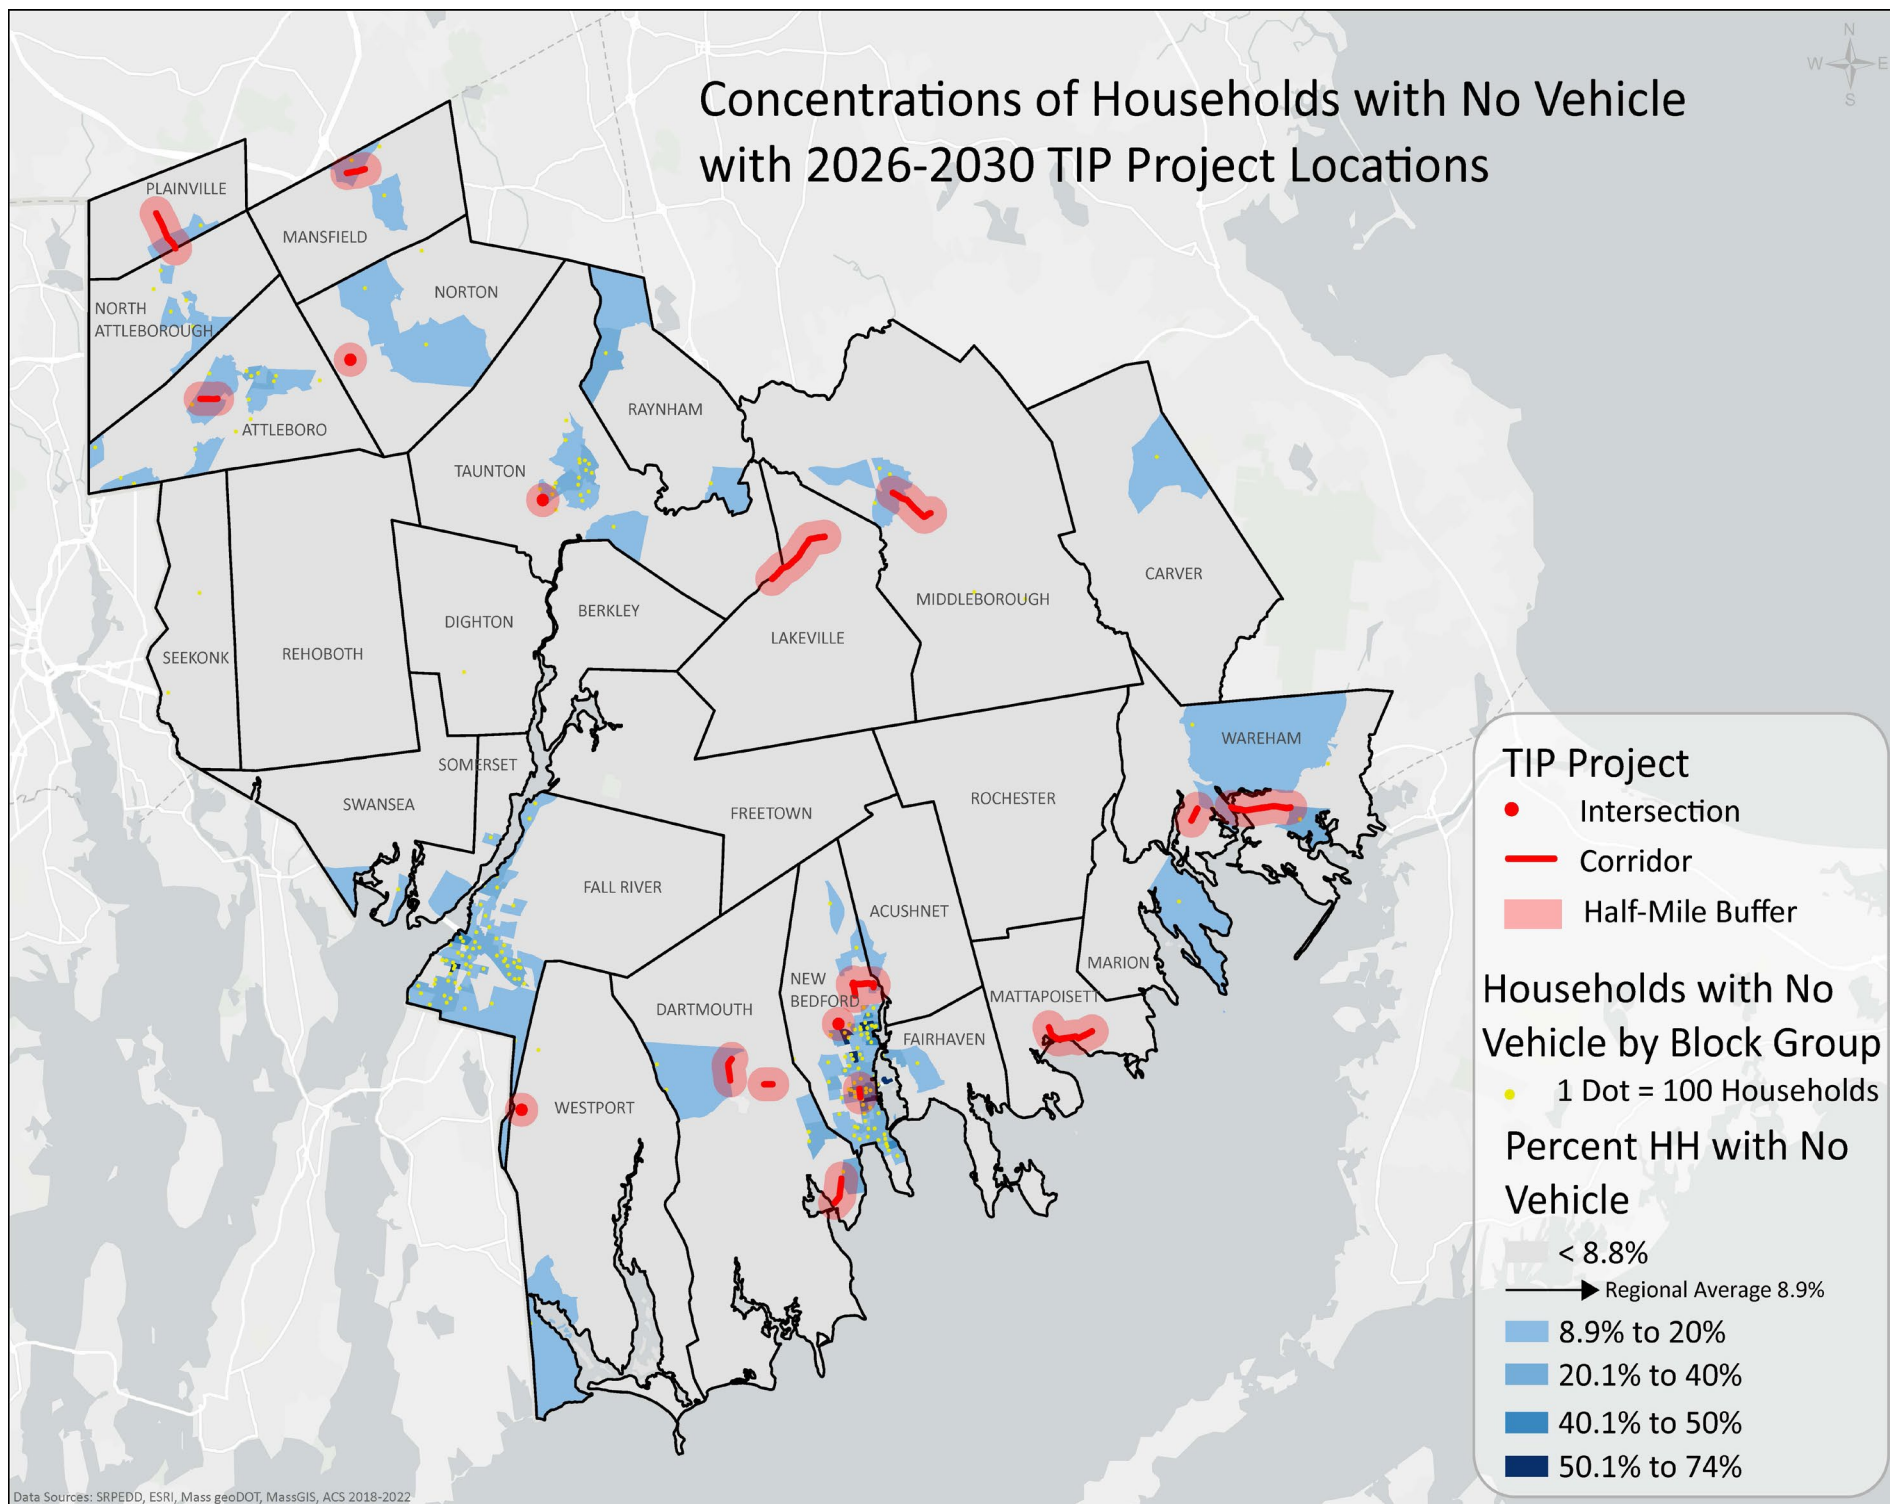 Concentrations of Households with No Vehicle
with 2026-2030 TIP Project Locations
N
W
E
S
PLAINVILLE
MANSFIELD
NORTON
NORTH
ATTLEBOROUGH
ATTLEBORO
RAYNHAM
TAUNTON
CARVER
MIDDLEBOROUGH
BERKLEY
DIGHTON
LAKEVILLE
REHOBOTH
SEEKONK
WAREHAM
SOMERSET
SWANSEA
FREETOWN
ROCHESTER
FALL RIVER
ACUSHNET
MARION
NEW
BEDFORD
MATTAPOISETT
DARTMOUTH
FAIRHAVEN
WESTPORT
TIP Project
Intersection
Corridor
Half-Mile Buffer
Households with No
Vehicle by Block Group
1 Dot = 100 Households
Percent HH with No
Vehicle
< 8.8%
Regional Average 8.9%
8.9% to 20%
20.1% to 40%
40.1% to 50%
50.1% to 74%
Data Sources: SRPEDD, ESRI, Mass geoDOT, MassGIS, ACS 2018-2022